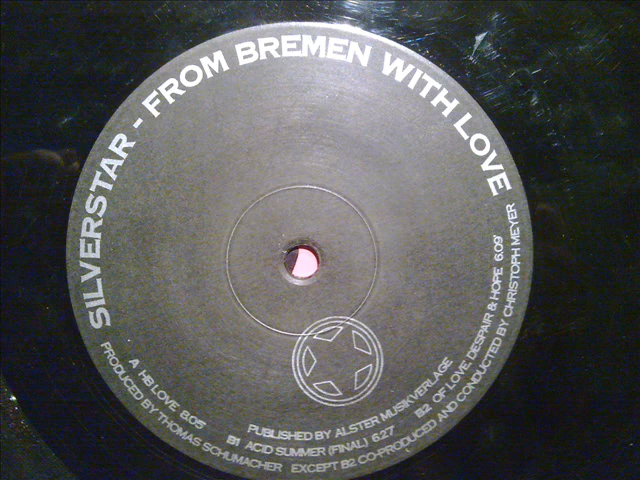 SILVERSTAR - FROM BREMEN WITH LOVE
A HB LOVE 8.05'
B1 ACID SUMMER (FINAL) 6.27
B2 OF LOVE, DESPAIR & HOPE 6.09'
PUBLISHED BY ALSTER MUSIKVERLAGE
PRODUCED BY THOMAS SCHUMACHER EXCEPT B2 CO-PRODUCED AND CONDUCTED BY CHRISTOPH MEYER